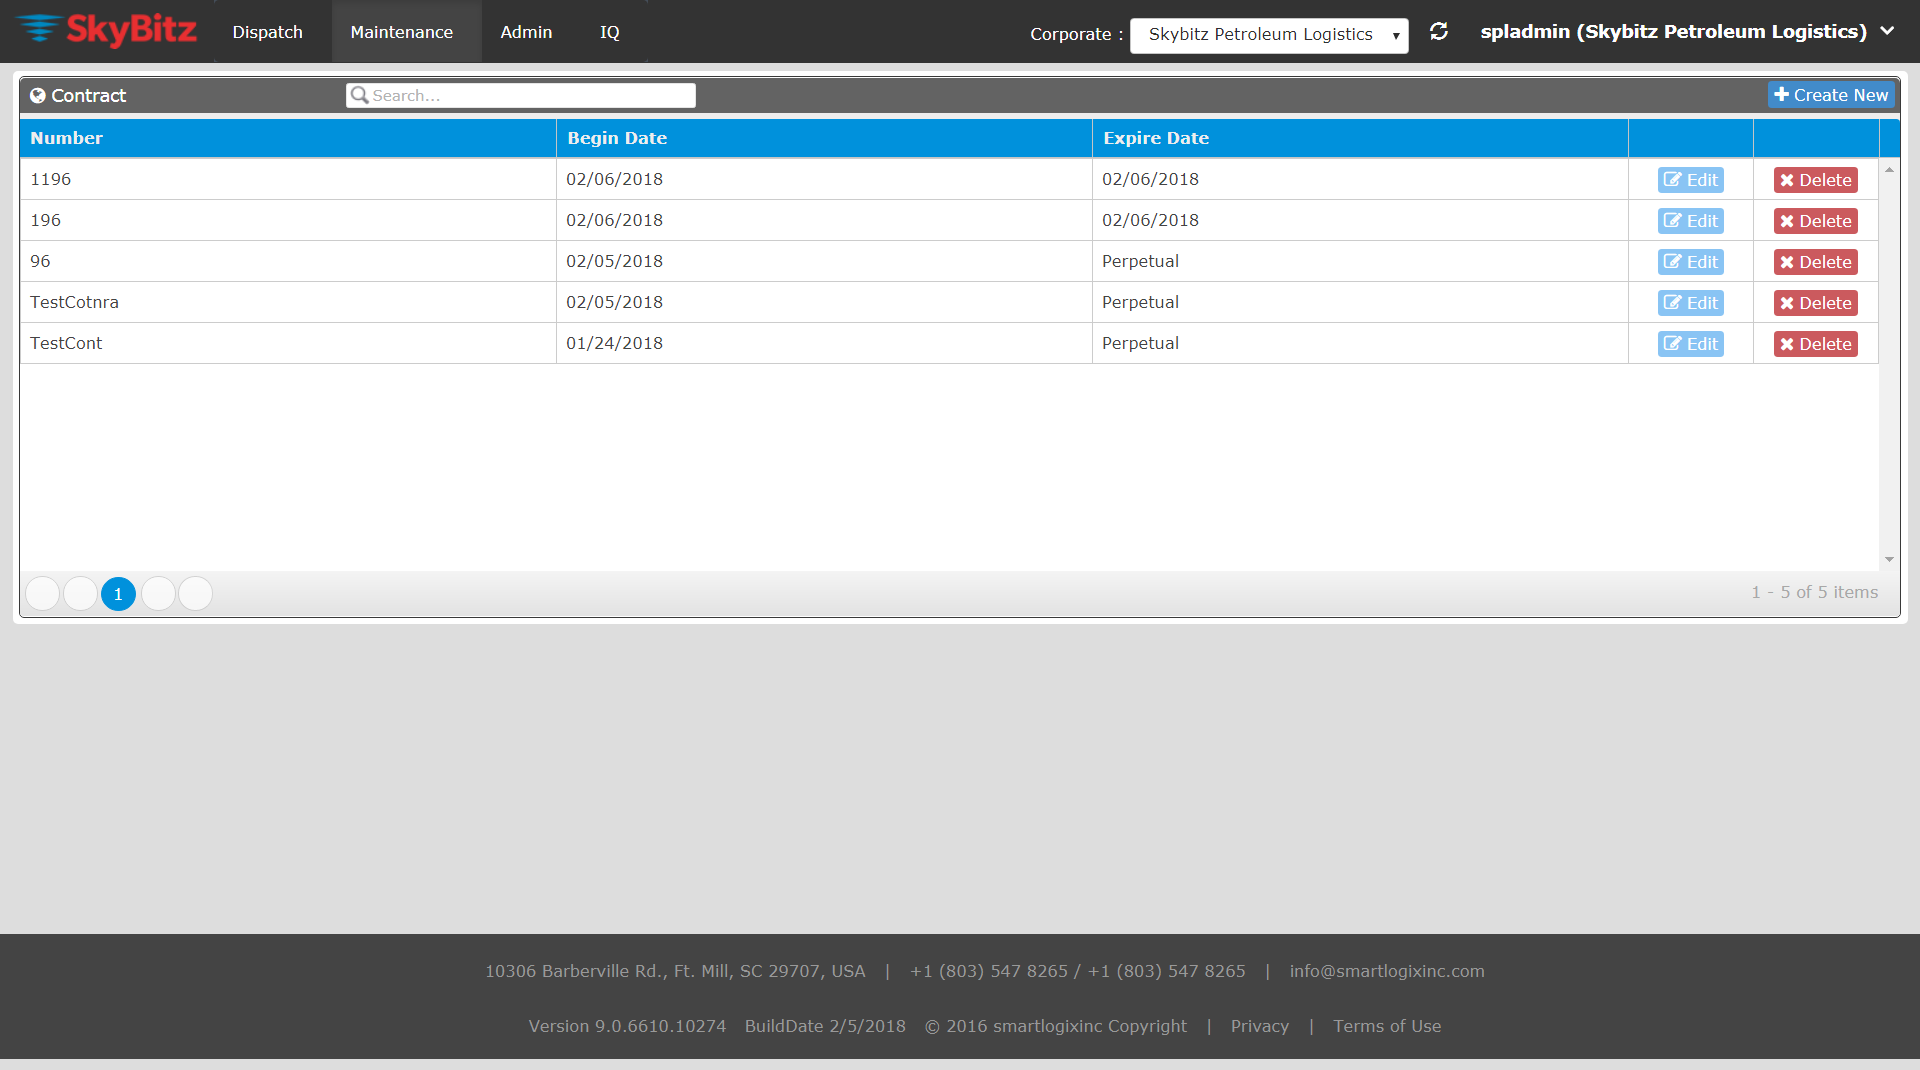 SkyBitz Dispatch Maintenance Admin IQ Corporate : Skybitz Petroleum Logistics spladmin (Skybitz Petroleum Logistics)
Contract Search... Create New
Number Begin Date Expire Date
1196 02/06/2018 02/06/2018 Edit Delete
196 02/06/2018 02/06/2018 Edit Delete
96 02/05/2018 Perpetual Edit Delete
TestCotnra 02/05/2018 Perpetual Edit Delete
TestCont 01/24/2018 Perpetual Edit Delete
1 1 - 5 of 5 items
10306 Barberville Rd., Ft. Mill, SC 29707, USA | +1 (803) 547 8265 / +1 (803) 547 8265 | info@smartlogixinc.com
Version 9.0.6610.10274 BuildDate 2/5/2018 © 2016 smartlogixinc Copyright | Privacy | Terms of Use